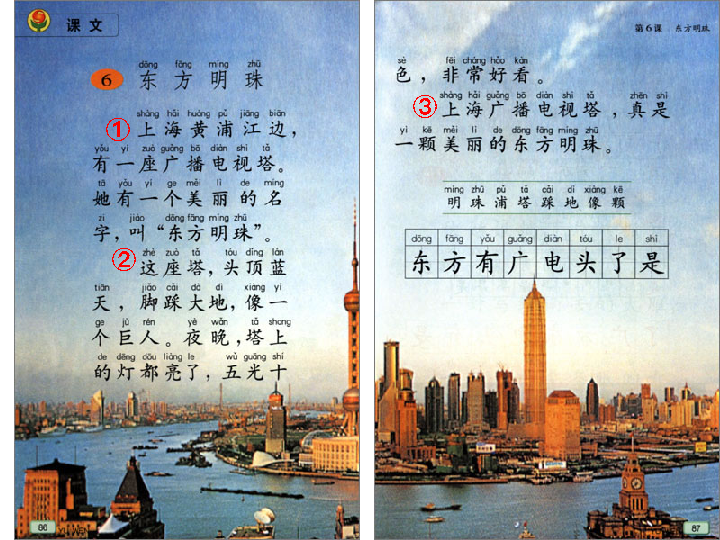 课文
dōng fāng míng zhū
6 东方明珠
shàng hǎi huáng pǔ jiāng biān
① 上海黄浦江边，
yǒu yí zuò guǎng bō diàn shì tǎ
有一座广播电视塔。
tā yǒu yí ge měi lì de míng
她有一个美丽的名
zi jiào dōng fāng míng zhū
字，叫“东方明珠”。
zhè zuò tǎ tóu dǐng lán
② 这座塔，头顶蓝
tiān jiǎo cǎi dà dì xiàng yí
天，脚踩大地，像一
ge jù rén yè wǎn tǎ shang
个巨人。夜晚，塔上
de dēng dōu liàng le wǔ guāng shí
的灯都亮了，五光十
86
第6课 东方明珠
sè fēi cháng hǎo kàn
色，非常好看。
shàng hǎi guǎng bō diàn shì tǎ zhēn shì
③ 上海广播电视塔，真是
yì kē měi lì de dōng fāng míng zhū
一颗美丽的东方明珠。
míng zhū pǔ tǎ cǎi dì xiàng kē
明珠浦塔踩地像颗
dōng fāng yǒu guǎng diàn tóu le shì
东方有广电头了是
87